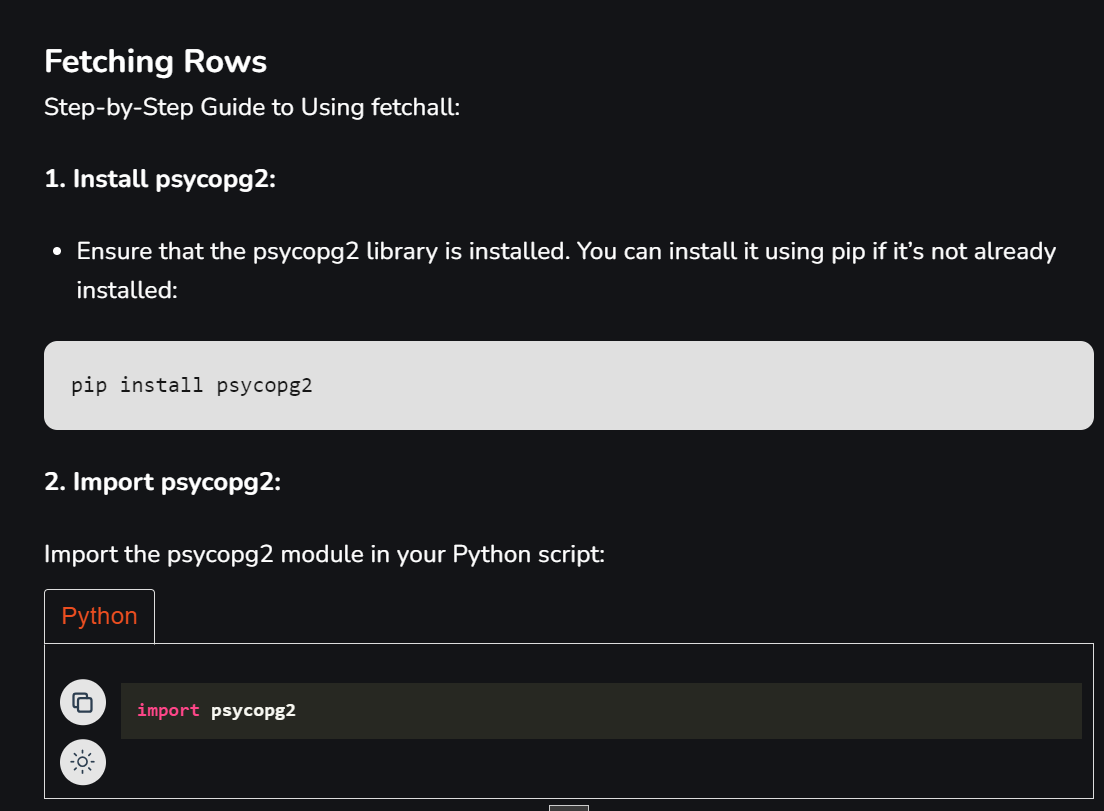 Fetching Rows
Step-by-Step Guide to Using fetchall:
1. Install psycopg2:
• Ensure that the psycopg2 library is installed. You can install it using pip if it’s not already
installed:
pip install psycopg2
2. Import psycopg2:
Import the psycopg2 module in your Python script:
Python
import psycopg2